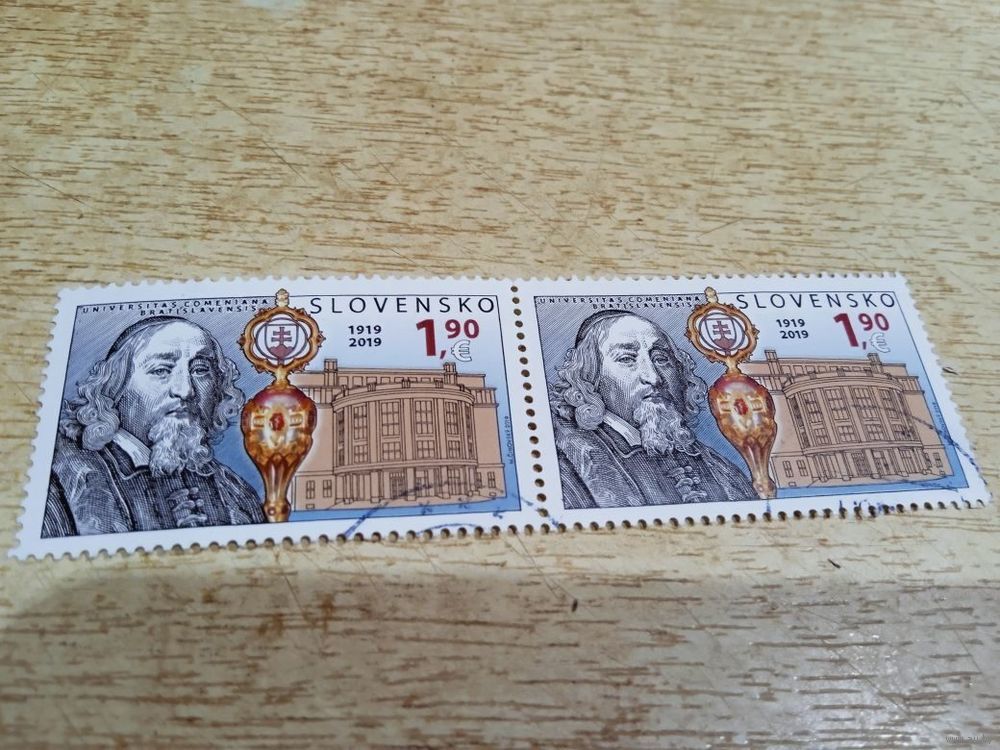 UNIVERSITAS COMENIANA
BRATISLAVENSIS
SLOVENSKO
1919
2019
1,90 €
UNIVERSITAS COMENIANA
BRATISLAVENSIS
SLOVENSKO
1919
2019
1,90 €